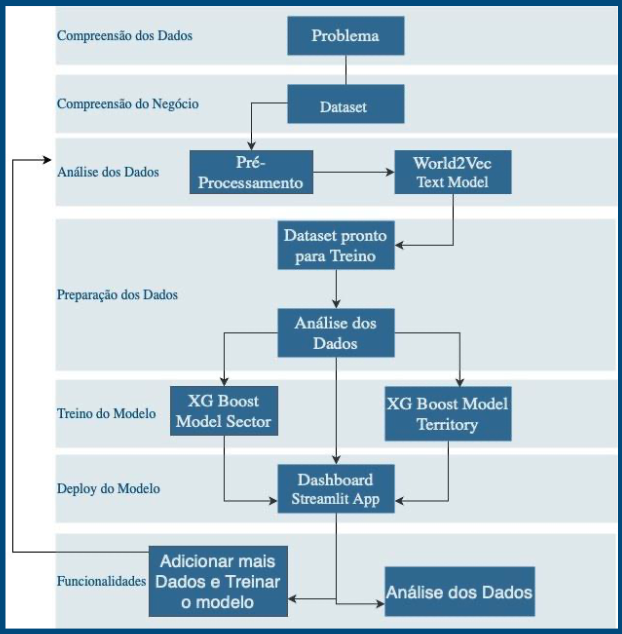 Compreensão dos Dados
Problema
Compreensão do Negócio
Dataset
Análise dos Dados
Pré-
Processamento
World2Vec
Text Model
Dataset pronto
para Treino
Preparação dos Dados
Análise dos
Dados
Treino do Modelo
XG Boost
Model Sector
XG Boost Model
Territory
Deploy do Modelo
Dashboard
Streamlit App
Funcionalidades
Adicionar mais
Dados e Treinar
o modelo
Análise dos Dados